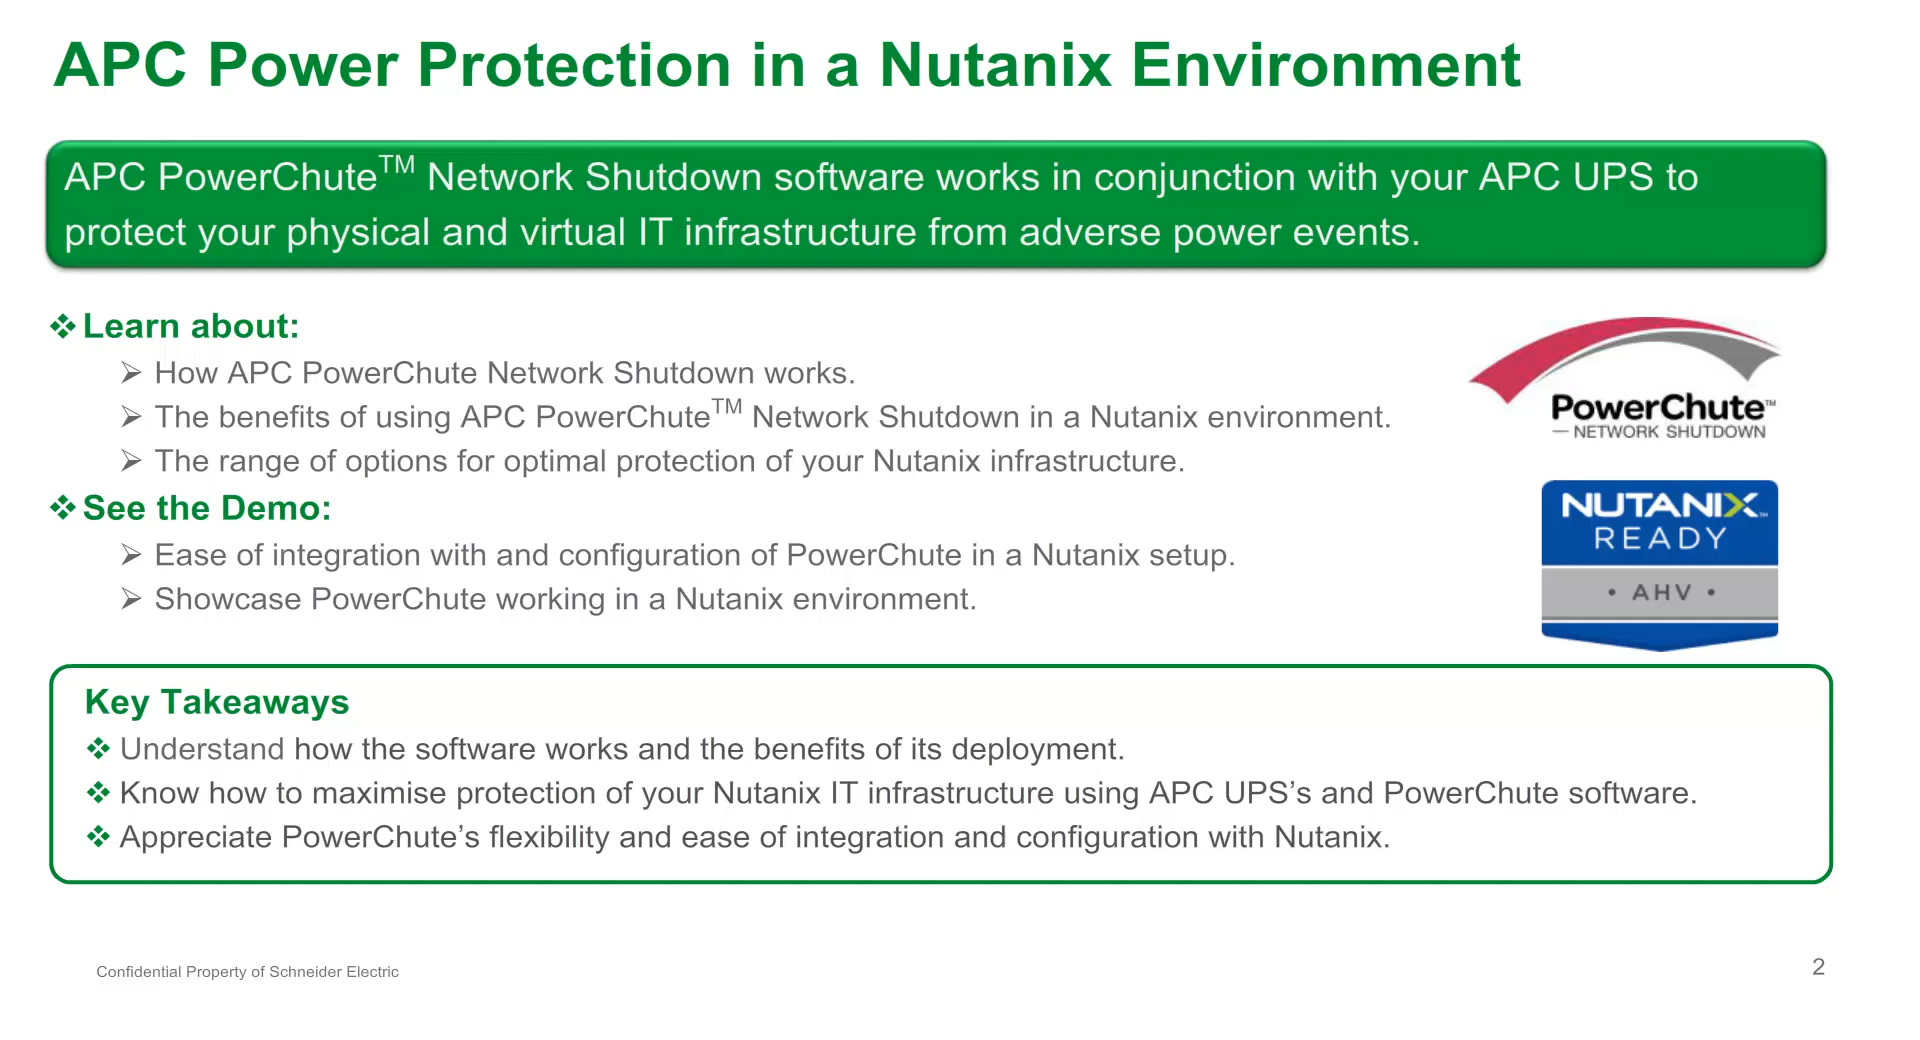 APC Power Protection in a Nutanix Environment
APC PowerChute™ Network Shutdown software works in conjunction with your APC UPS to
protect your physical and virtual IT infrastructure from adverse power events.
Learn about:
How APC PowerChute Network Shutdown works.
The benefits of using APC PowerChute™ Network Shutdown in a Nutanix environment.
The range of options for optimal protection of your Nutanix infrastructure.
See the Demo:
Ease of integration with and configuration of PowerChute in a Nutanix setup.
Showcase PowerChute working in a Nutanix environment.
PowerChute™
NETWORK SHUTDOWN
NUTANIX™
READY
• AHV •
Key Takeaways
Understand how the software works and the benefits of its deployment.
Know how to maximise protection of your Nutanix IT infrastructure using APC UPS’s and PowerChute software.
Appreciate PowerChute’s flexibility and ease of integration and configuration with Nutanix.
Confidential Property of Schneider Electric
2